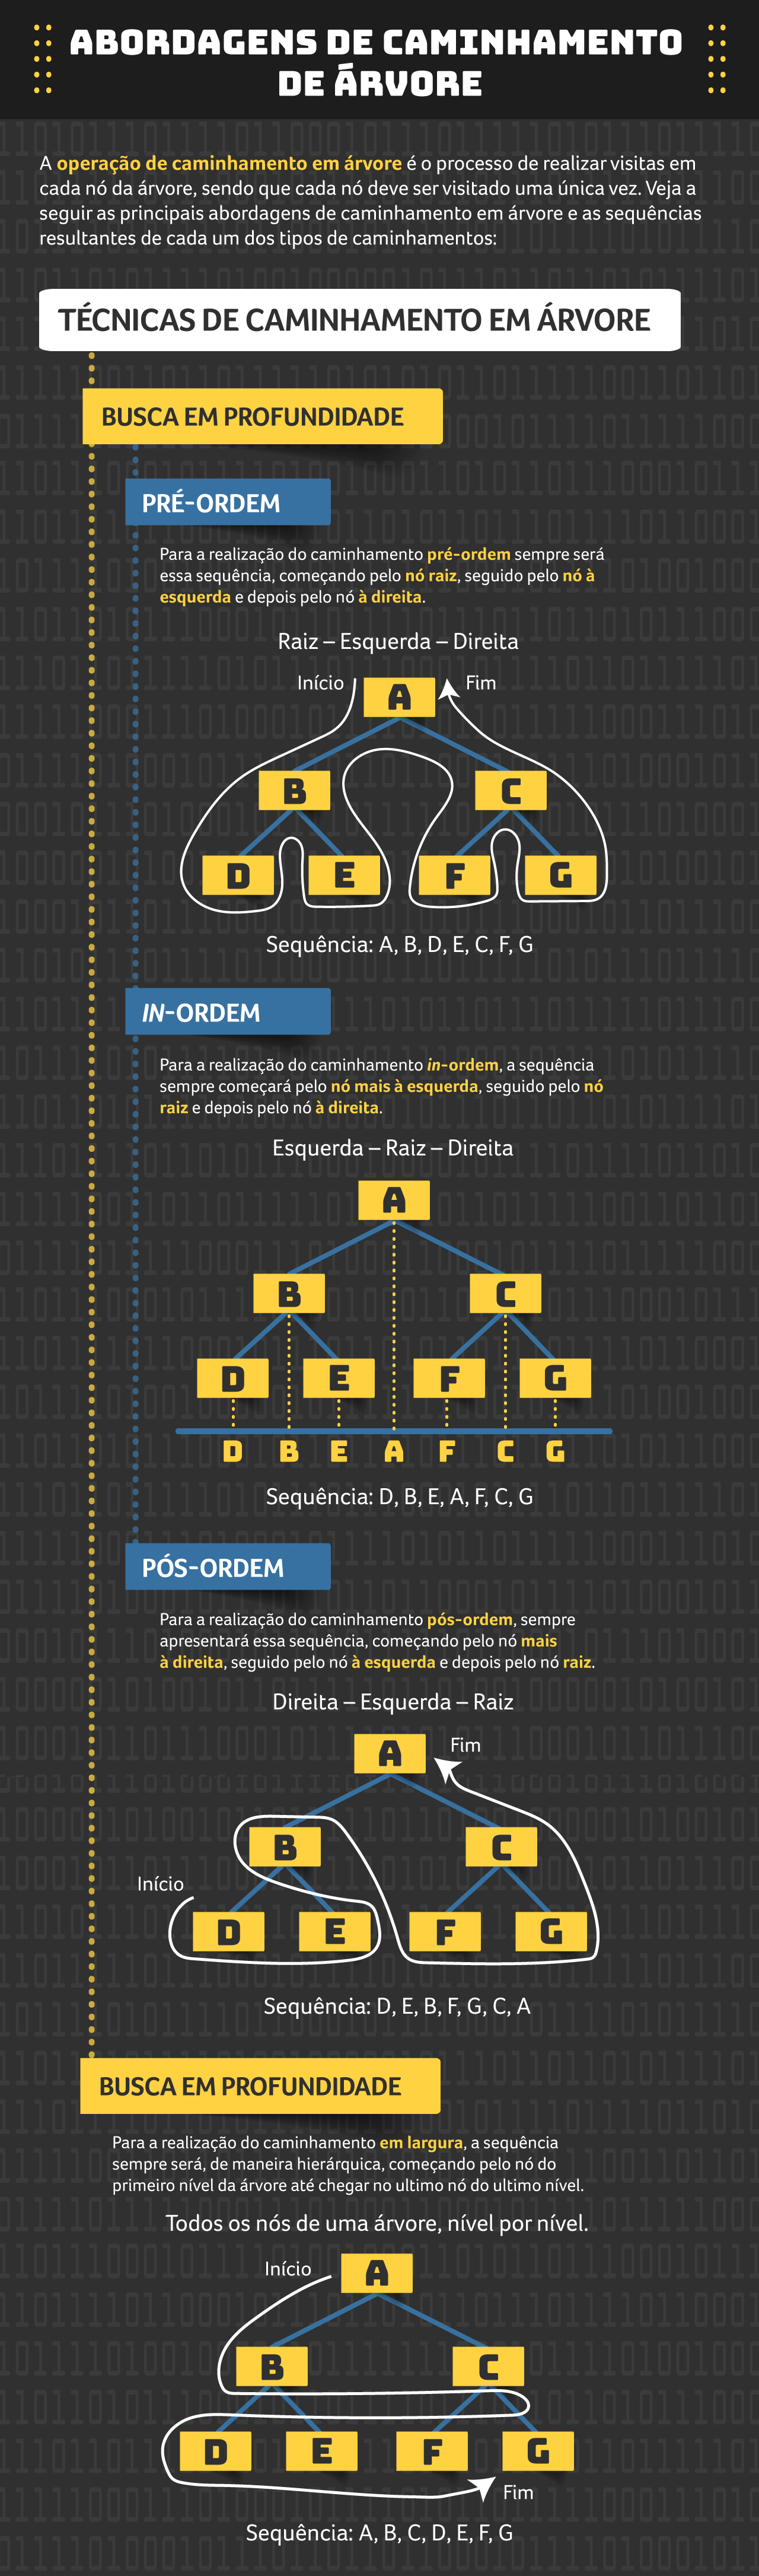 ABORDAGENS DE CAMINHAMENTO
DE ÁRVORE
A operação de caminhamento em árvore é o processo de realizar visitas em
cada nó da árvore, sendo que cada nó deve ser visitado uma única vez. Veja a
seguir as principais abordagens de caminhamento em árvore e as sequências
resultantes de cada um dos tipos de caminhamentos:
TÉCNICAS DE CAMINHAMENTO EM ÁRVORE
BUSCA EM PROFUNDIDADE
PRÉ-ORDEM
Para a realização do caminhamento pré-ordem sempre será
essa sequência, começando pelo nó raiz, seguido pelo nó à
esquerda e depois pelo nó à direita.
Raiz – Esquerda – Direita
Início A Fim
B C
D E F G
Sequência: A, B, D, E, C, F, G
IN-ORDEM
Para a realização do caminhamento in-ordem, a sequência
sempre começará pelo nó mais à esquerda, seguido pelo nó
raiz e depois pelo nó à direita.
Esquerda – Raiz – Direita
A
B C
D E F G
D B E A F C G
Sequência: D, B, E, A, F, C, G
PÓS-ORDEM
Para a realização do caminhamento pós-ordem, sempre
apresentará essa sequência, começando pelo nó mais
à direita, seguido pelo nó à esquerda e depois pelo nó raiz.
Direita – Esquerda – Raiz
A Fim
B C
Início
D E F G
Sequência: D, E, B, F, G, C, A
BUSCA EM PROFUNDIDADE
Para a realização do caminhamento em largura, a sequência
sempre será, de maneira hierárquica, começando pelo nó do
primeiro nível da árvore até chegar no ultimo nó do ultimo nível.
Todos os nós de uma árvore, nível por nível.
Início A
B C
D E F G
Fim
Sequência: A, B, C, D, E, F, G